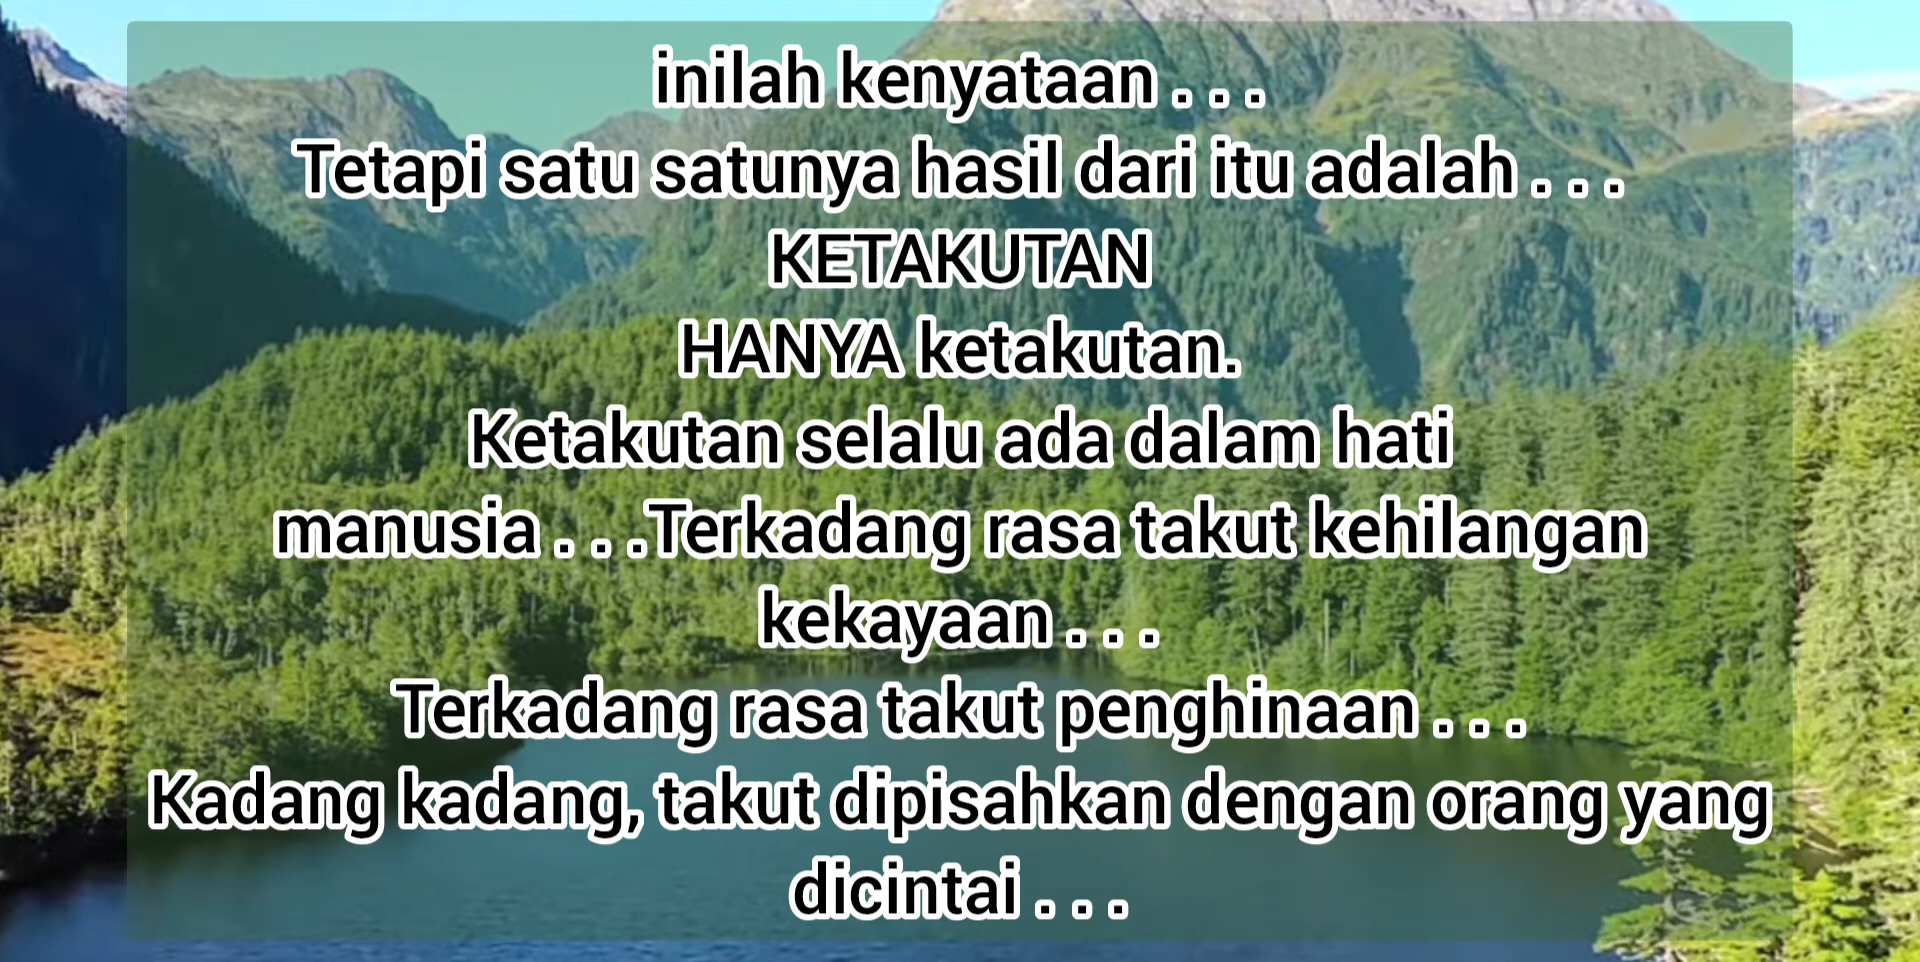 inilah kenyataan . . .
Tetapi satu satunya hasil dari itu adalah . . .
KETAKUTAN
HANYA ketakutan.
Ketakutan selalu ada dalam hati
manusia . . .Terkadang rasa takut kehilangan
kekayaan . . .
Terkadang rasa takut penghinaan . . .
Kadang kadang, takut dipisahkan dengan orang yang
dicintai . . .